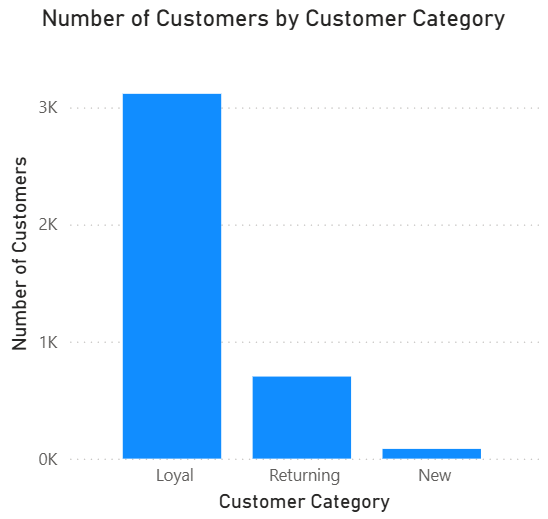 Number of Customers by Customer Category
Number of Customers
3K
2K
1K
0K
Loyal Returning New
Customer Category